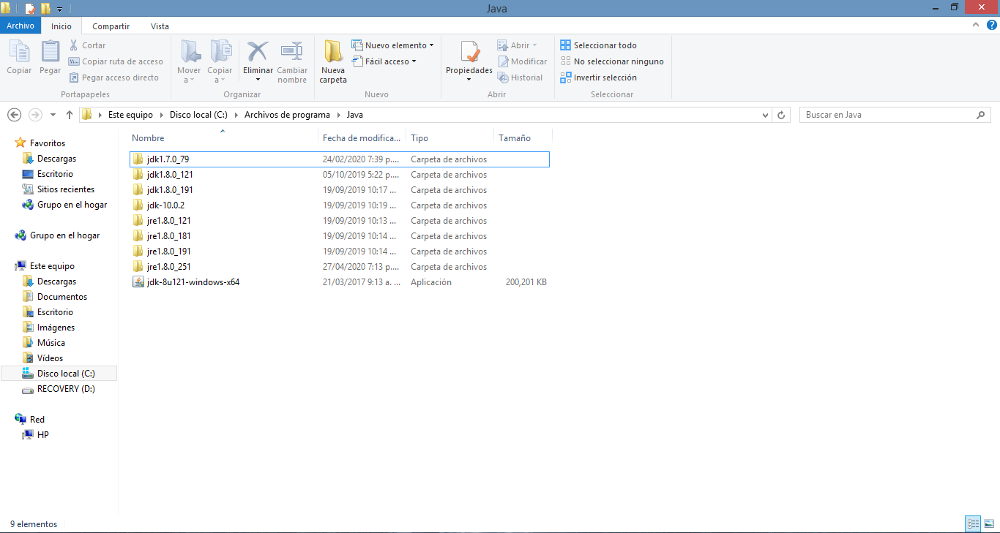 Java
Archivo Inicio Compartir Vista
Copiar
Pegar
Cortar
Copiar ruta de acceso
Pegar acceso directo
Portapapeles
Mover a
Copiar a
Eliminar
Cambiar nombre
Organizar
Nueva carpeta
Nuevo elemento
Fácil acceso
Nuevo
Propiedades
Abrir
Modificar
Historial
Abrir
Seleccionar todo
No seleccionar ninguno
Invertir selección
Seleccionar
Este equipo Disco local (C:) Archivos de programa Java
Buscar en Java
Favoritos
Descargas
Escritorio
Sitios recientes
Grupo en el hogar
Grupo en el hogar
Este equipo
Descargas
Documentos
Escritorio
Imágenes
Música
Vídeos
Disco local (C:)
RECOVERY (D:)
Red
HP
Nombre Fecha de modifica... Tipo Tamaño
jdk1.7.0_79 24/02/2020 7:39 p.... Carpeta de archivos
jdk1.8.0_121 05/10/2019 5:22 p.... Carpeta de archivos
jdk1.8.0_191 19/09/2019 10:17 ... Carpeta de archivos
jdk-10.0.2 19/09/2019 10:19 ... Carpeta de archivos
jre1.8.0_121 19/09/2019 10:13 ... Carpeta de archivos
jre1.8.0_181 19/09/2019 10:14 ... Carpeta de archivos
jre1.8.0_191 19/09/2019 10:14 ... Carpeta de archivos
jre1.8.0_251 27/04/2020 7:13 p.... Carpeta de archivos
jdk-8u121-windows-x64 21/03/2017 9:13 a. ... Aplicación 200,201 KB
9 elementos